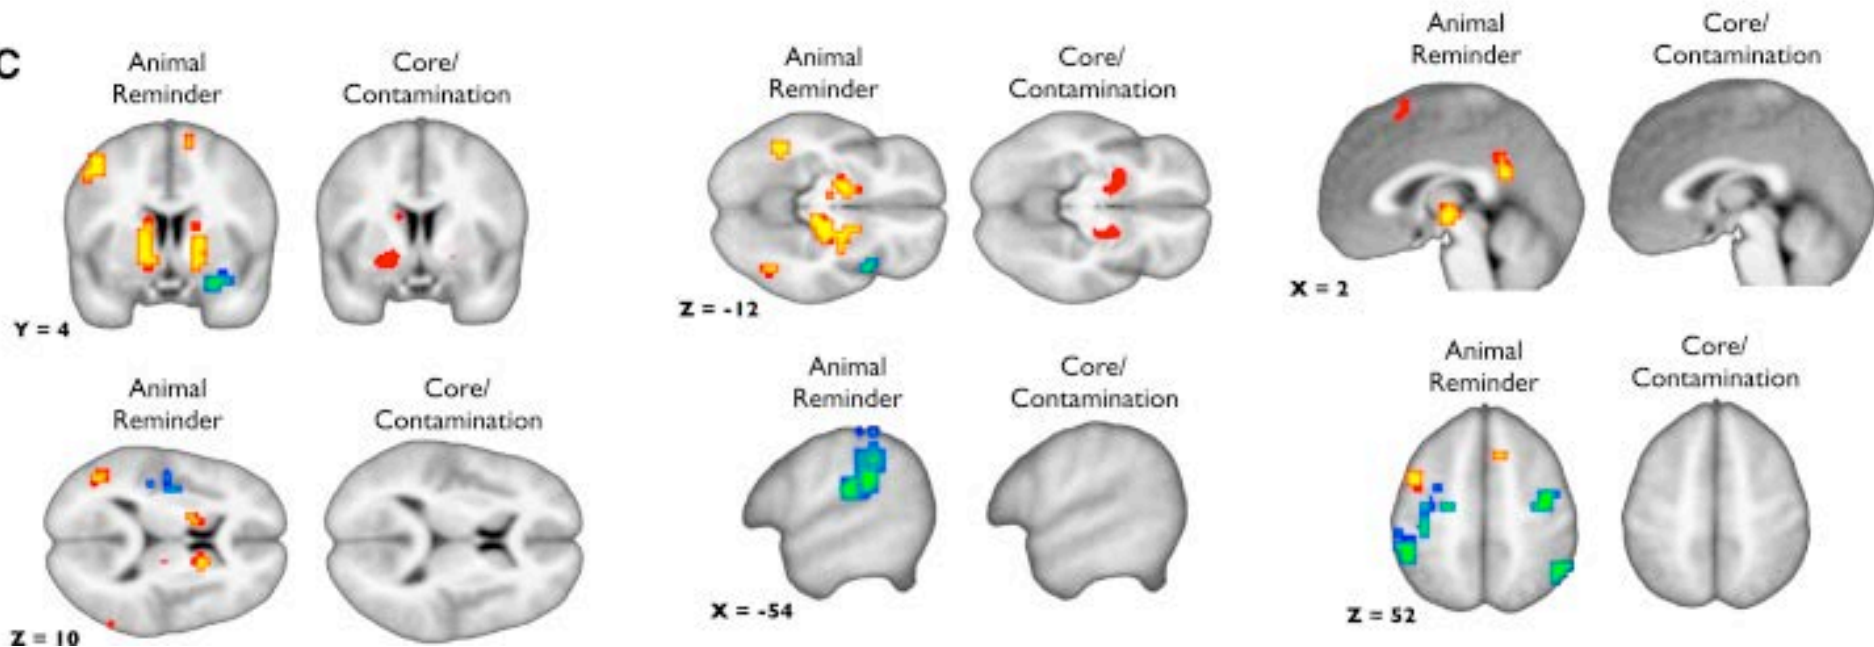 C
Animal
Reminder
Core/
Contamination
Y = 4
Animal
Reminder
Core/
Contamination
Z = -12
Animal
Reminder
Core/
Contamination
X = 2
Animal
Reminder
Core/
Contamination
Z = 10
Animal
Reminder
Core/
Contamination
X = -54
Animal
Reminder
Core/
Contamination
Z = 52